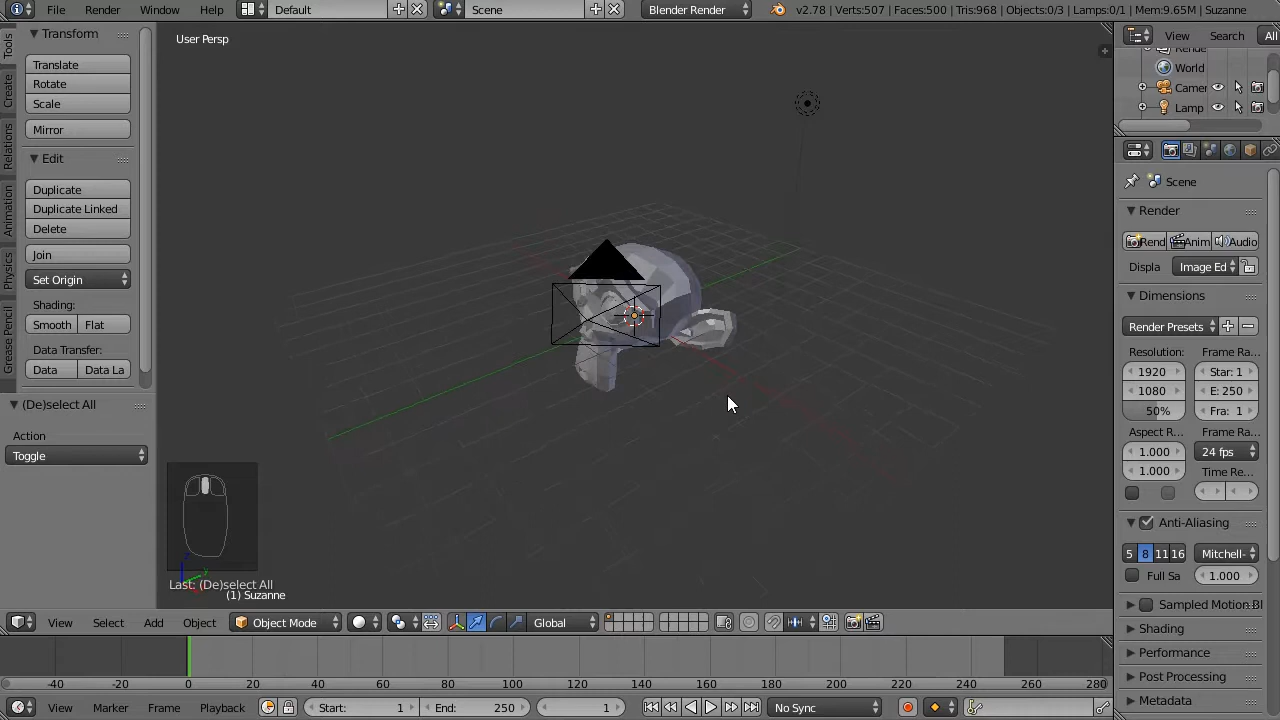 File Render Window Help Default Scene Blender Render v2.78 | Verts:507 | Faces:500 | Tris:968 | Objects:0/3 | Lamps:0/1 | Mem:9.65M | Suzanne
Tools
Create
Relations
Animation
Physics
Grease Pencil
Transform
Translate
Rotate
Scale
Mirror
Edit
Duplicate
Duplicate Linked
Delete
Join
Set Origin
Shading:
Smooth Flat
Data Transfer:
Data Data La
(De)select All
Action
Toggle
User Persp
Last: (De)select All
(1) Suzanne
View Select Add Object Object Mode Global
-40 -20 0 20 40 60 80 100 120 140 160 180 200 220 240 260 280
View Marker Frame Playback Start: 1 End: 250 1 No Sync
View Search All
World
Camer
Lamp
Scene
Render
Rend Anim Audio
Displa Image Ed
Dimensions
Render Presets
Resolution: Frame Ra...
1920 Star: 1
1080 E: 250
50% Fra: 1
Aspect R... Frame Ra...
1.000 24 fps
1.000 Time Re...
Anti-Aliasing
5 8 11 16 Mitchell-
Full Sa 1.000
Sampled Motion Bl
Shading
Performance
Post Processing
Metadata